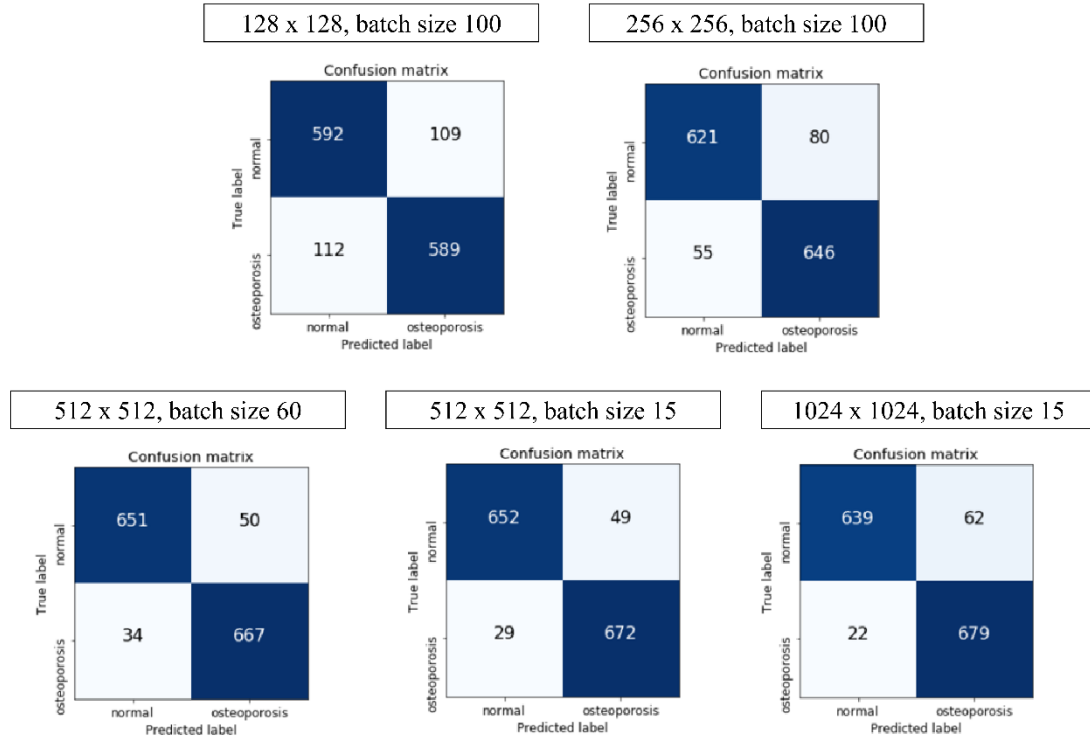 128 x 128, batch size 100
256 x 256, batch size 100
Confusion matrix
592 109
112 589
normal
osteoporosis
True label
normal osteoporosis
Predicted label
Confusion matrix
621 80
55 646
normal
osteoporosis
True label
normal osteoporosis
Predicted label
512 x 512, batch size 60
512 x 512, batch size 15
1024 x 1024, batch size 15
Confusion matrix
651 50
34 667
normal
osteoporosis
True label
normal osteoporosis
Predicted label
Confusion matrix
652 49
29 672
normal
osteoporosis
True label
normal osteoporosis
Predicted label
Confusion matrix
639 62
22 679
normal
osteoporosis
True label
normal osteoporosis
Predicted label